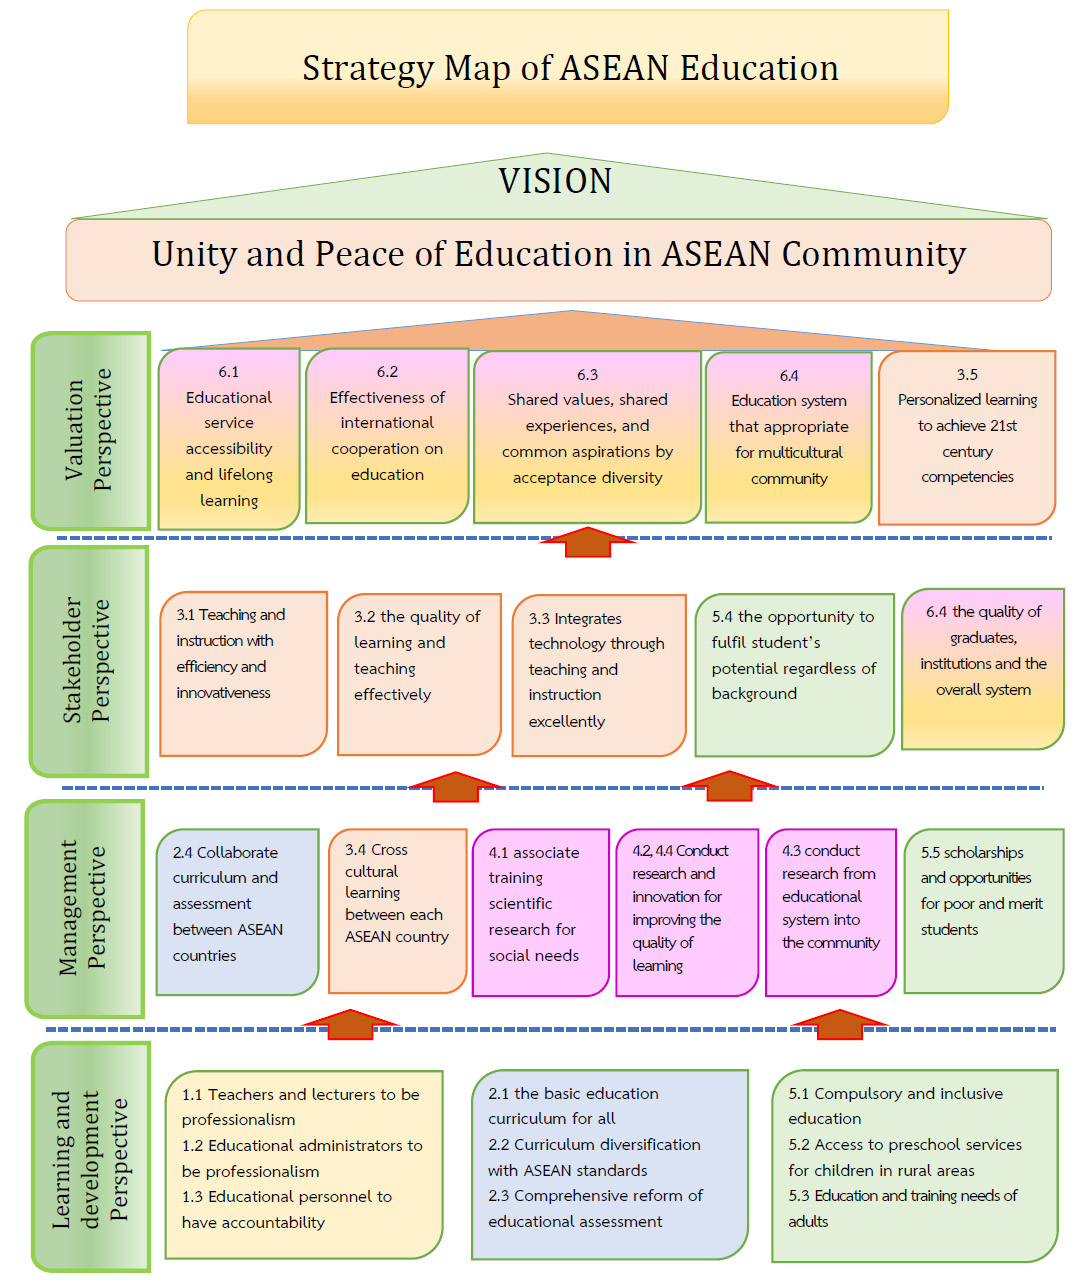 Strategy Map of ASEAN Education
VISION
Unity and Peace of Education in ASEAN Community
Valuation
Perspective
6.1
Educational
service
accessibility
and lifelong
learning
6.2
Effectiveness of
international
cooperation on
education
6.3
Shared values, shared
experiences, and
common aspirations by
acceptance diversity
6.4
Education system
that appropriate
for multicultural
community
3.5
Personalized learning
to achieve 21st
century
competencies
Stakeholder
Perspective
3.1 Teaching and
instruction with
efficiency and
innovativeness
3.2 the quality of
learning and
teaching
effectively
3.3 Integrates
technology through
teaching and
instruction
excellently
5.4 the opportunity to
fulfil student’s
potential regardless of
background
6.4 the quality of
graduates,
institutions and the
overall system
Management
Perspective
2.4 Collaborate
curriculum and
assessment
between ASEAN
countries
3.4 Cross
cultural
learning
between each
ASEAN country
4.1 associate
training
scientific
research for
social needs
4.2, 4.4 Conduct
research and
innovation for
improving the
quality of
learning
4.3 conduct
research from
educational
system into
the community
5.5 scholarships
and opportunities
for poor and merit
students
Learning and
development
Perspective
1.1 Teachers and lecturers to be
professionalism
1.2 Educational administrators to
be professionalism
1.3 Educational personnel to
have accountability
2.1 the basic education
curriculum for all
2.2 Curriculum diversification
with ASEAN standards
2.3 Comprehensive reform of
educational assessment
5.1 Compulsory and inclusive
education
5.2 Access to preschool services
for children in rural areas
5.3 Education and training needs of
adults